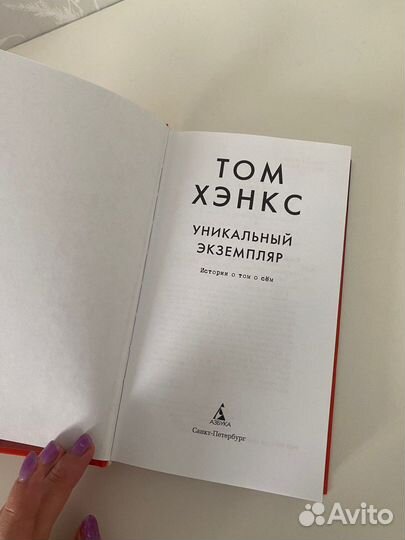 ТОМ
ХЭНКС
УНИКАЛЬНЫЙ
ЭКЗЕМПЛЯР
Истории о том о сём
АЗБУКА
Санкт-Петербург
Avito